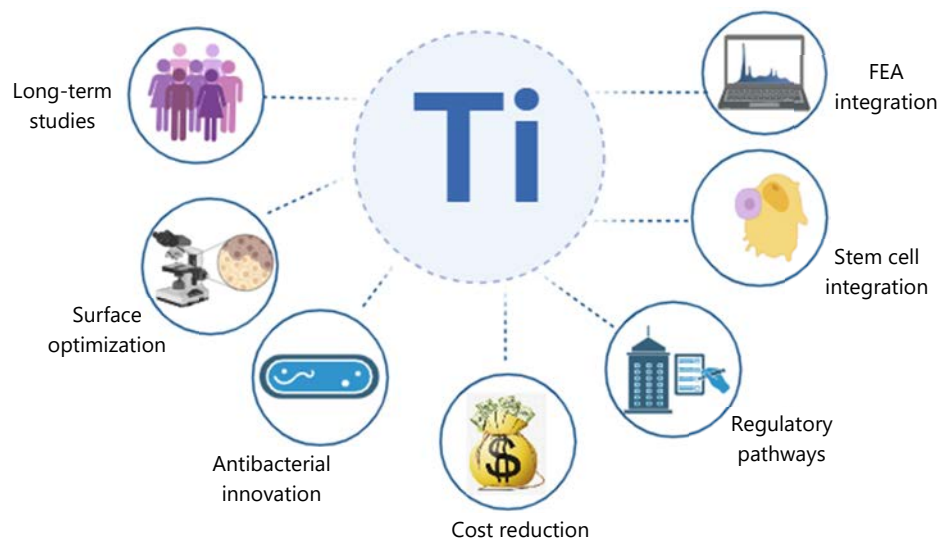 Ti
Long-term
studies
FEA
integration
Stem cell
integration
Surface
optimization
Regulatory
pathways
Antibacterial
innovation
$
Cost reduction